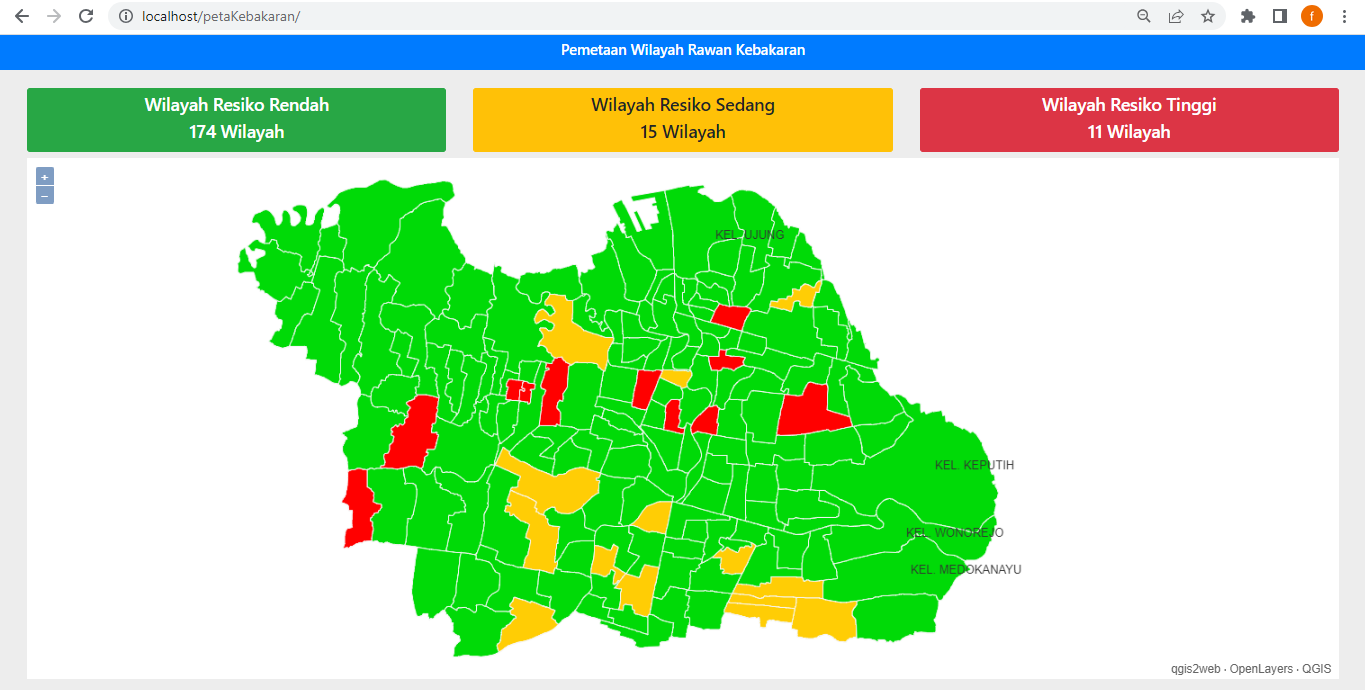 localhost/petaKebakaran/
f
Pemetaan Wilayah Rawan Kebakaran
Wilayah Resiko Rendah
174 Wilayah
Wilayah Resiko Sedang
15 Wilayah
Wilayah Resiko Tinggi
11 Wilayah
+
–
KEL. UJUNG
KEL. KEPUTIH
KEL. WONOREJO
KEL. MEDOKANAYU
qgis2web · OpenLayers · QGIS